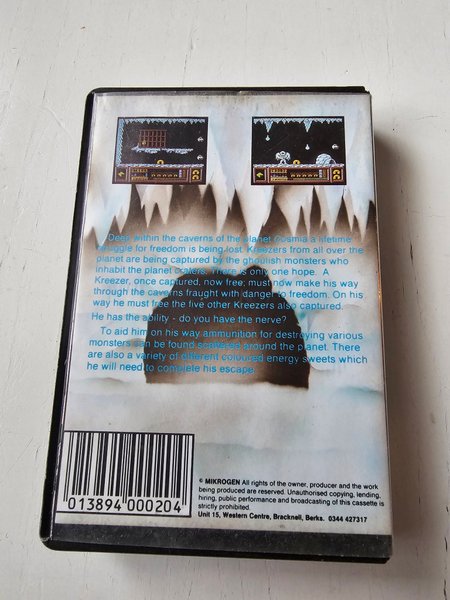 Deep within the caverns of the planet Cosmia a lifetime
struggle for freedom is being lost. Kreezers from all over the
planet are being captured by the ghoulish monsters who
inhabit the planet craters. There is only one hope. A
Kreezer, once captured, now free: must now make his way
through the caverns fraught with danger to freedom. On his
way he must free the five other Kreezers also captured.
He has the ability - do you have the nerve?
To aid him on his way ammunition for destroying various
monsters can be found scattered around the planet. There
are also a variety of different coloured energy sweets which
he will need to complete his escape.
013894 000204
© MIKROGEN All rights of the owner, producer and the work
being produced are reserved. Unauthorised copying, lending,
hiring, public performance and broadcasting of this cassette is
strictly prohibited.
Unit 15, Western Centre, Bracknell, Berks. 0344 427317